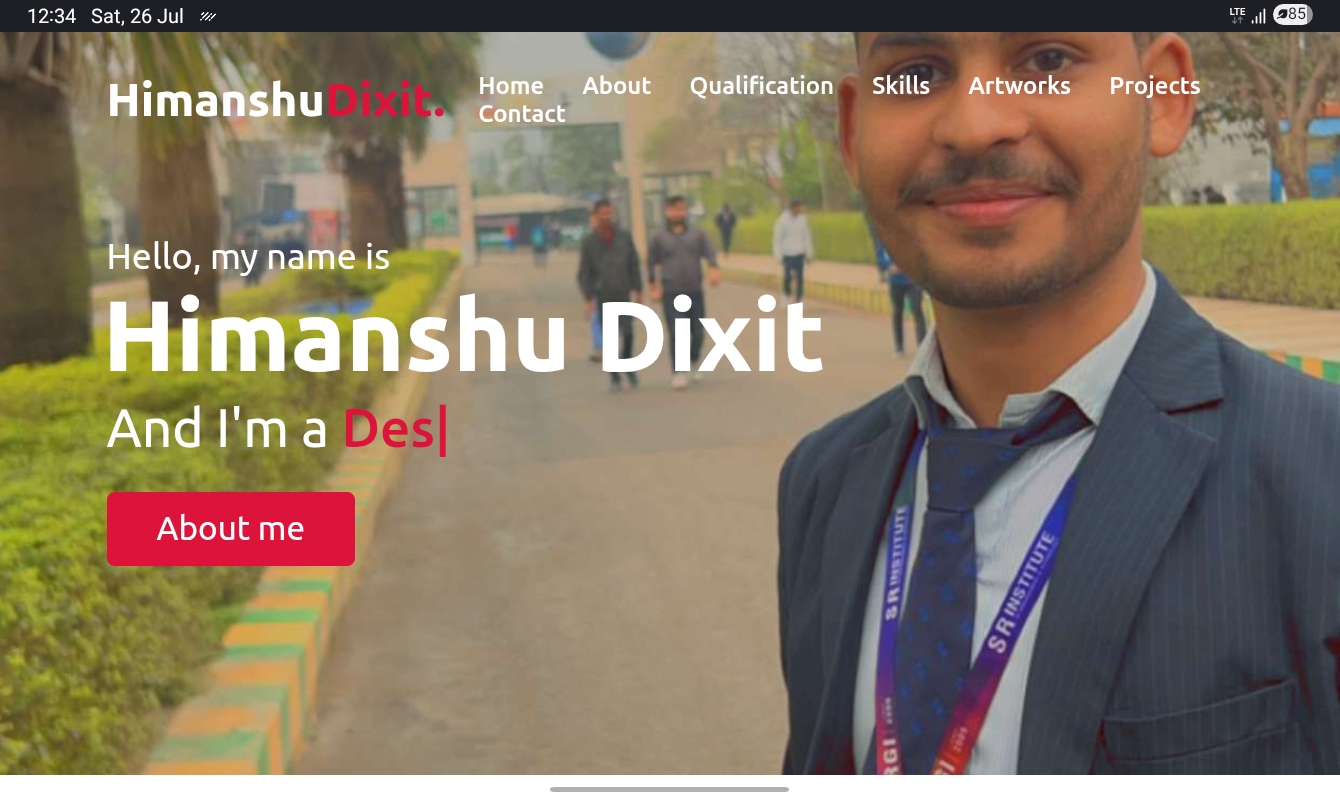 12:34 Sat, 26 Jul
LTE
85
HimanshuDixit.
Home About Qualification Skills Artworks Projects
Contact
Hello, my name is
Himanshu Dixit
And I'm a Des|
About me
SR INSTITUTE
SR INSTITUTE
RGI
GI